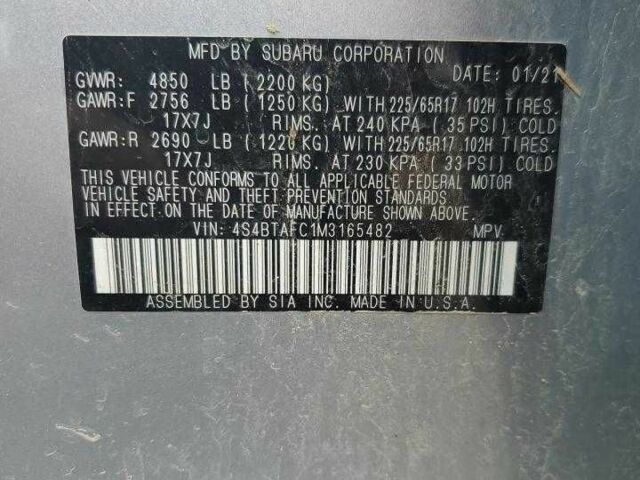 MFD BY SUBARU CORPORATION
DATE: 01/21
GVWR: 4850 LB (2200 KG)
GAWR:F 2756 LB (1250 KG) WITH 225/65R17 102H TIRES.
17X7J RIMS. AT 240 KPA (35 PSI) COLD
GAWR:R 2690 LB (1220 KG) WITH 225/65R17 102H TIRES.
17X7J RIMS. AT 230 KPA (33 PSI) COLD
THIS VEHICLE CONFORMS TO ALL APPLICABLE FEDERAL MOTOR
VEHICLE SAFETY AND THEFT PREVENTION STANDARDS
IN EFFECT ON THE DATE OF MANUFACTURE SHOWN ABOVE.
VIN: 4S4BTAFC1M3165482 MPV
ASSEMBLED BY SIA INC. MADE IN U.S.A.